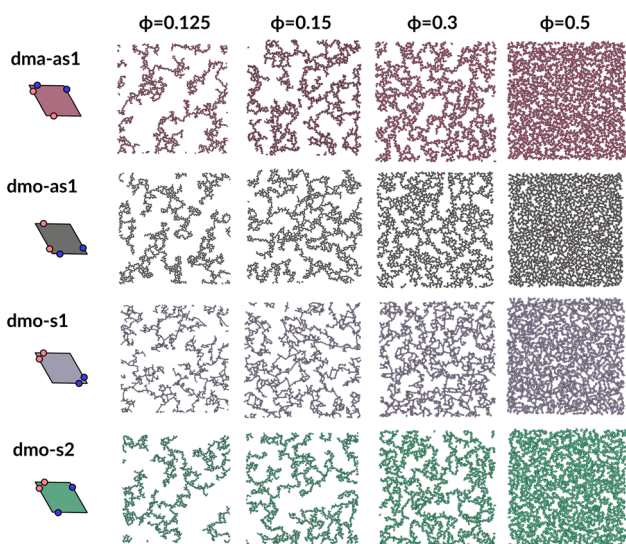 ϕ=0.125 ϕ=0.15 ϕ=0.3 ϕ=0.5
dma-as1
dmo-as1
dmo-s1
dmo-s2